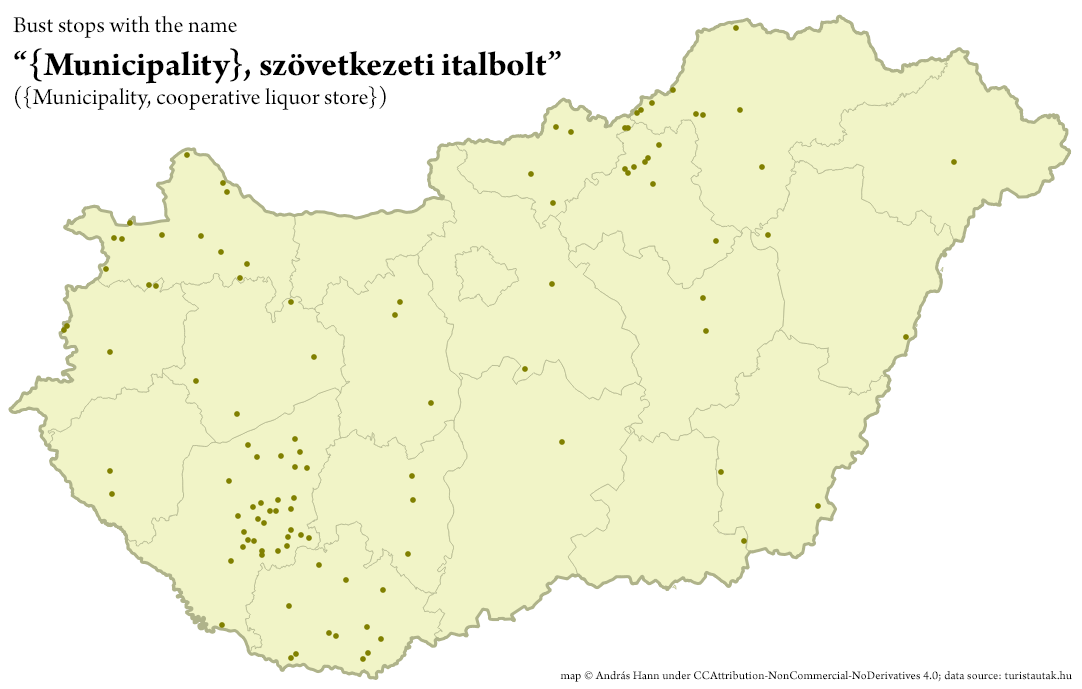 Bust stops with the name
“{Municipality}, szövetkezeti italbolt”
({Municipality, cooperative liquor store})
map © András Hann under CCAttribution-NonCommercial-NoDerivatives 4.0; data source: turistautak.hu